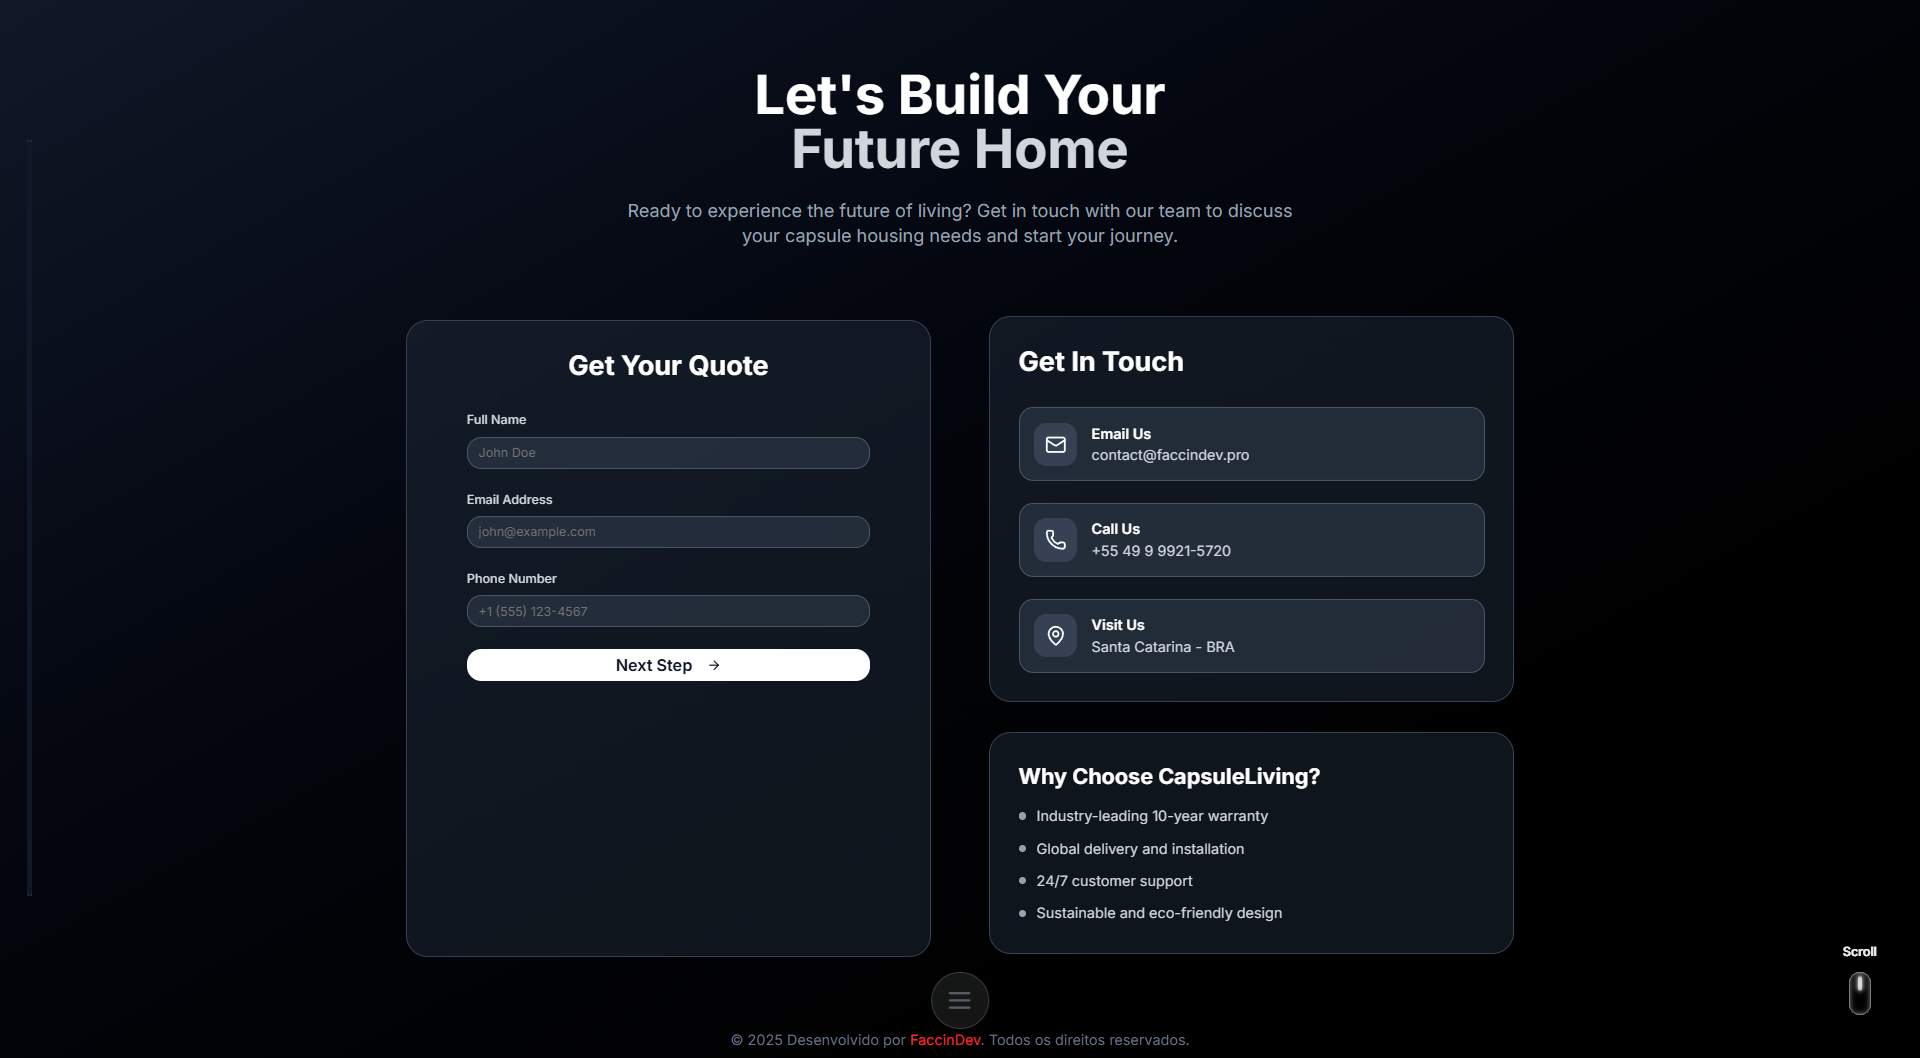 Let's Build Your
Future Home
Ready to experience the future of living? Get in touch with our team to discuss
your capsule housing needs and start your journey.
Get Your Quote
Full Name
John Doe
Email Address
john@example.com
Phone Number
+1 (555) 123-4567
Next Step
Get In Touch
Email Us
contact@faccindev.pro
Call Us
+55 49 9 9921-5720
Visit Us
Santa Catarina - BRA
Why Choose CapsuleLiving?
Industry-leading 10-year warranty
Global delivery and installation
24/7 customer support
Sustainable and eco-friendly design
Scroll
© 2025 Desenvolvido por FaccinDev. Todos os direitos reservados.